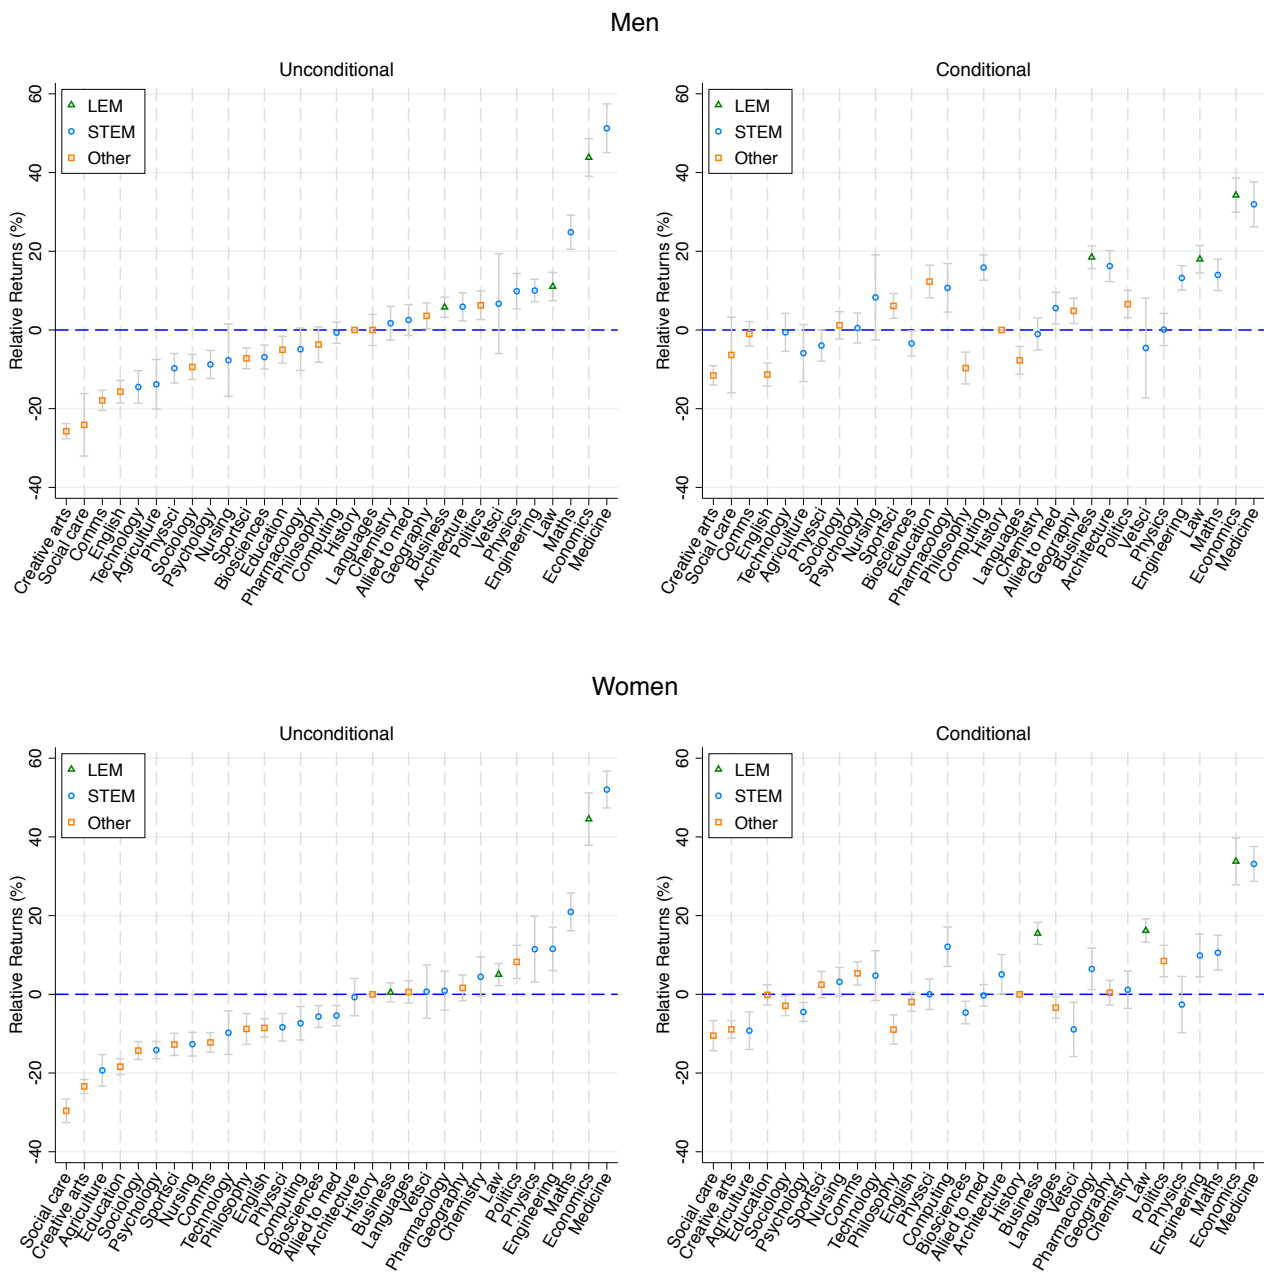 Men
Unconditional
Relative Returns (%)
60
40
20
0
-20
-40
LEM
STEM
Other
Creative arts
Social care
Comms
English
Technology
Agriculture
Physsci
Sociology
Psychology
Nursing
Sportsci
Biosciences
Education
Pharmacology
Philosophy
Computing
History
Languages
Chemistry
Allied to med
Geography
Business
Architecture
Politics
Vetsci
Physics
Engineering
Law
Maths
Economics
Medicine
Conditional
Relative Returns (%)
60
40
20
0
-20
-40
LEM
STEM
Other
Creative arts
Social care
Comms
English
Technology
Agriculture
Physsci
Sociology
Psychology
Nursing
Sportsci
Biosciences
Education
Pharmacology
Philosophy
Computing
History
Languages
Chemistry
Allied to med
Geography
Business
Architecture
Politics
Vetsci
Physics
Engineering
Law
Maths
Economics
Medicine
Women
Unconditional
Relative Returns (%)
60
40
20
0
-20
-40
LEM
STEM
Other
Social care
Creative arts
Agriculture
Education
Sociology
Psychology
Sportsci
Nursing
Comms
Technology
Philosophy
English
Physsci
Computing
Biosciences
Allied to med
Architecture
History
Business
Languages
Vetsci
Pharmacology
Geography
Chemistry
Law
Politics
Physics
Engineering
Maths
Economics
Medicine
Conditional
Relative Returns (%)
60
40
20
0
-20
-40
LEM
STEM
Other
Social care
Creative arts
Agriculture
Education
Sociology
Psychology
Sportsci
Nursing
Comms
Technology
Philosophy
English
Physsci
Computing
Biosciences
Allied to med
Architecture
History
Business
Languages
Vetsci
Pharmacology
Geography
Chemistry
Law
Politics
Physics
Engineering
Maths
Economics
Medicine